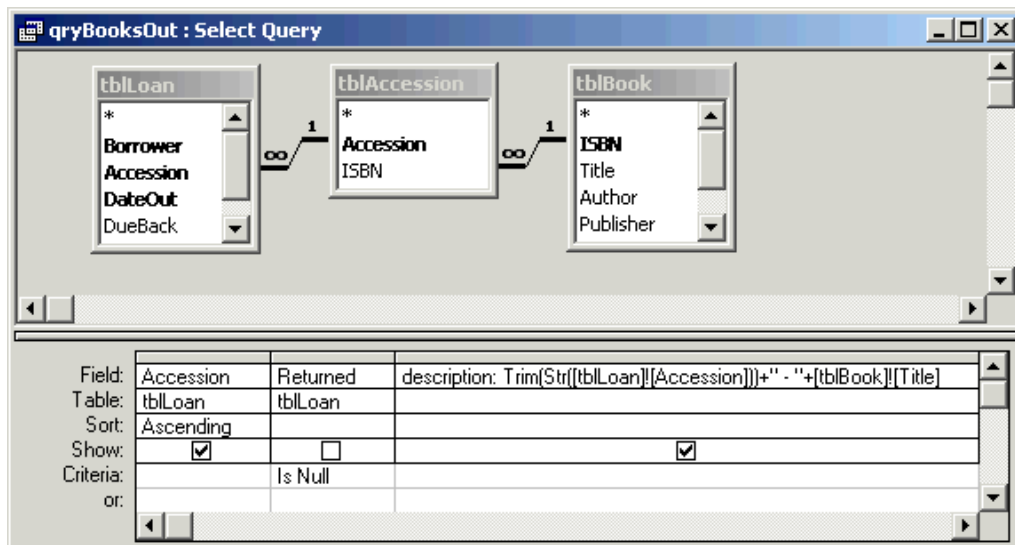 qryBooksOut : Select Query
tblLoan
*
Borrower
Accession
DateOut
DueBack
∞ 1
tblAccession
*
Accession
ISBN
∞ 1
tblBook
*
ISBN
Title
Author
Publisher
Field: Accession Returned description: Trim(Str([tblLoan]![Accession]))+" - "+[tblBook]![Title]
Table: tblLoan tblLoan
Sort: Ascending
Show:
Criteria: Is Null
or: